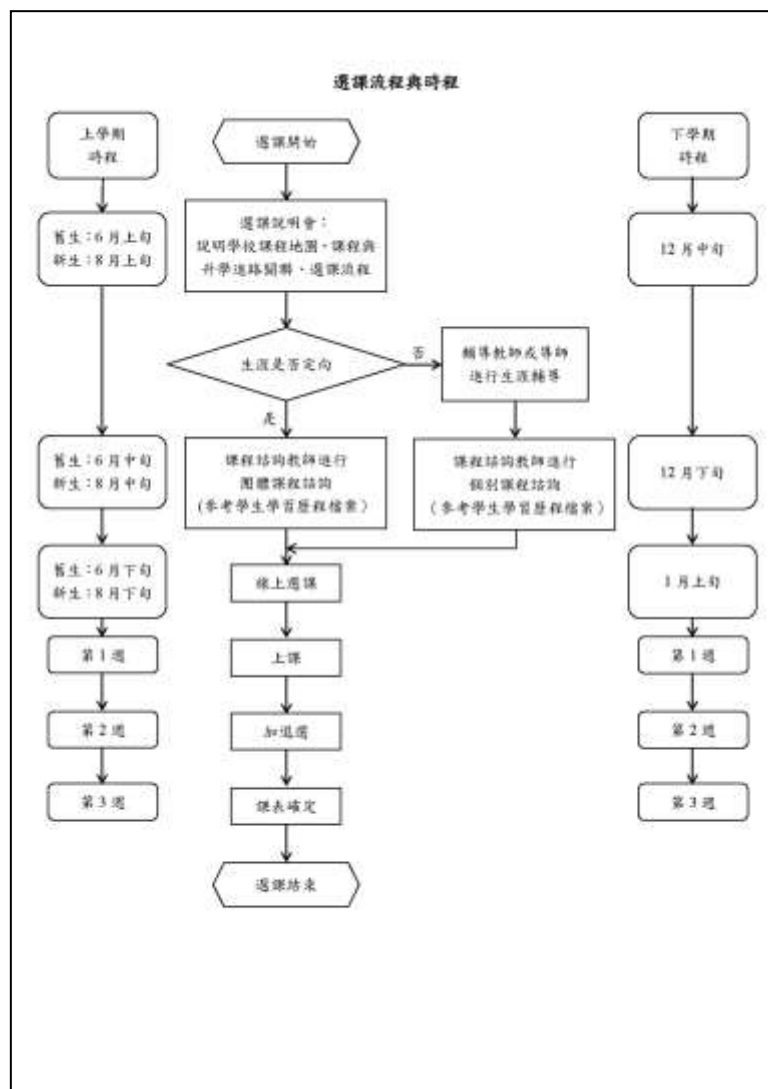 選課流程與時程
上學期
時程
選課開始
下學期
時程
舊生：6月上旬
新生：8月上旬
選課說明會：
說明學校課程地圖、課程與
升學進路關聯、選課流程
12月中旬
生涯是否定向
否
輔導教師或導師
進行生涯輔導
是
舊生：6月中旬
新生：8月中旬
課程諮詢教師進行
團體課程諮詢
(參考學生學習歷程檔案)
課程諮詢教師進行
個別課程諮詢
(參考學生學習歷程檔案)
12月下旬
舊生：6月下旬
新生：8月下旬
線上選課
1月上旬
第1週
上課
第1週
第2週
加退選
第2週
第3週
課表確定
第3週
選課結束